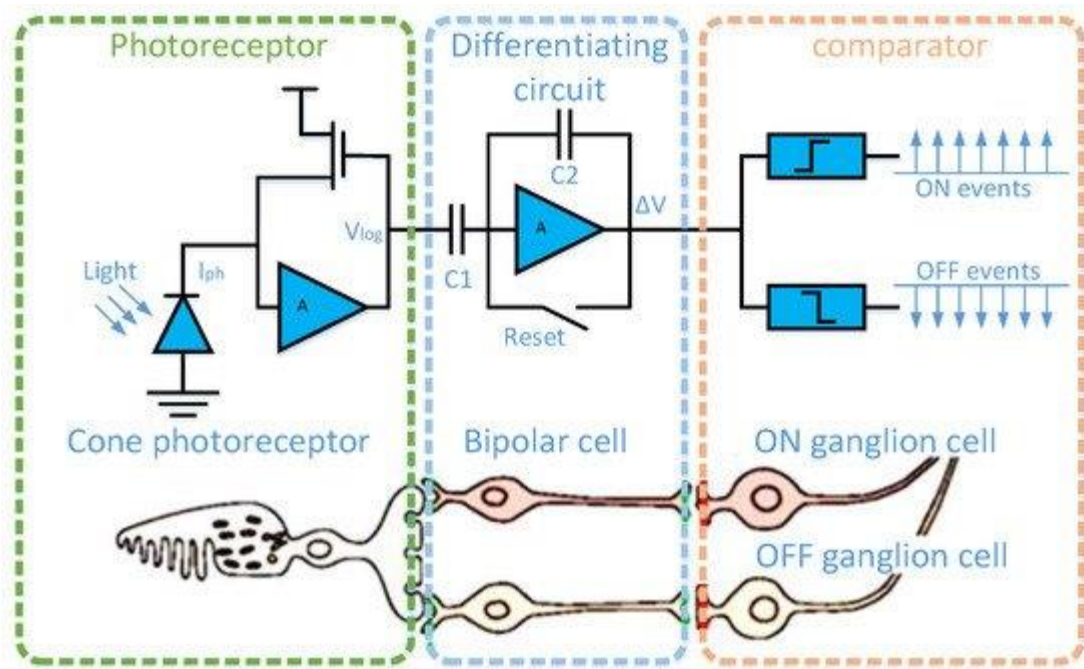 Photoreceptor
Differentiating
circuit
comparator
C2
ON events
A
ΔV
Vlog
C1
Light
Iph
OFF events
A
Reset
Cone photoreceptor
Bipolar cell
ON ganglion cell
OFF ganglion cell